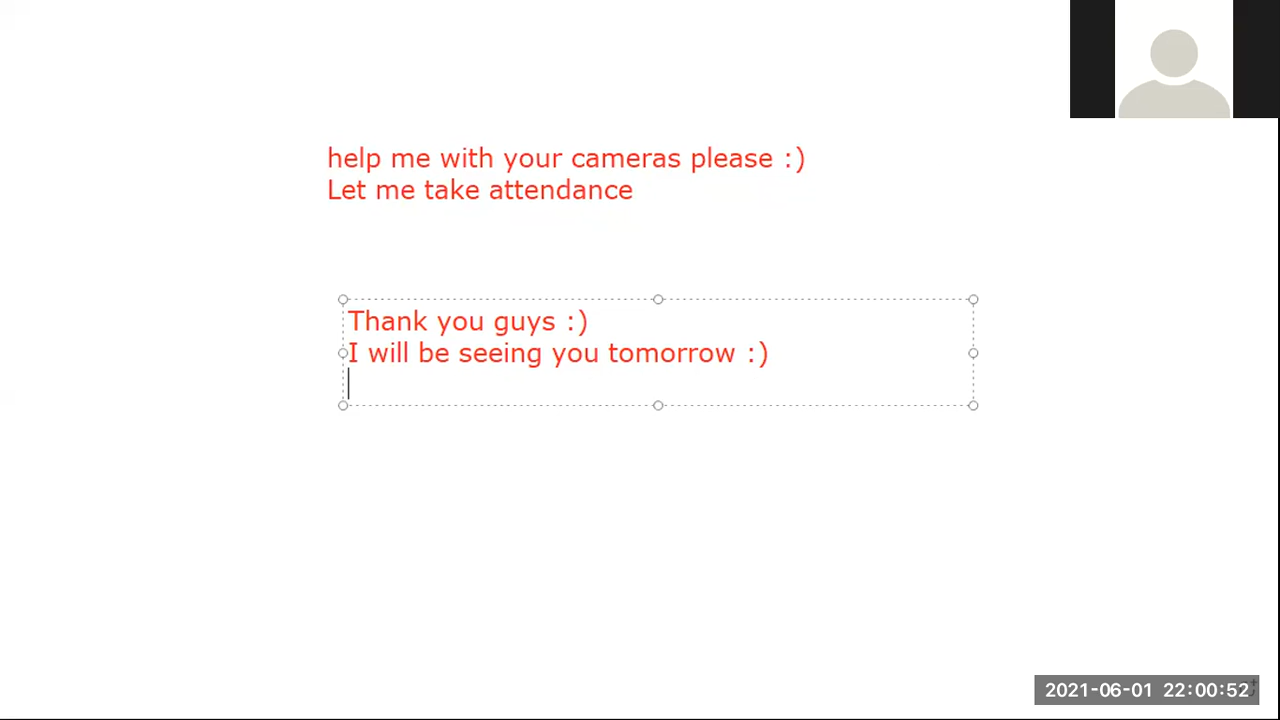 help me with your cameras please :)
Let me take attendance
Thank you guys :)
I will be seeing you tomorrow :)
2021-06-01 22:00:52